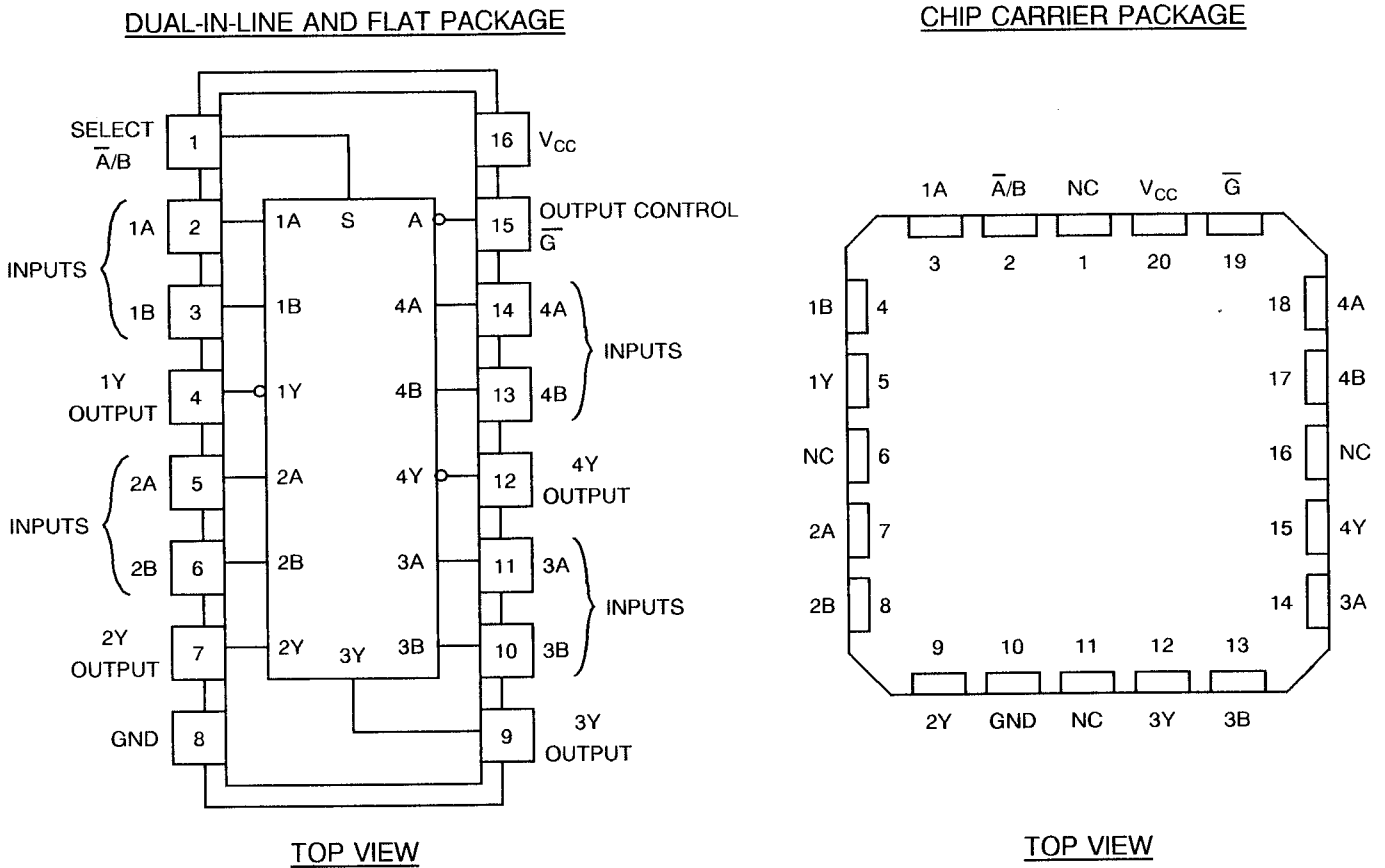 DUAL-IN-LINE AND FLAT PACKAGE
SELECT
A̅/B
1
16
V_CC
INPUTS
1A
2
1A
S
A
15
OUTPUT CONTROL
G̅
1B
3
1B
4A
14
4A
INPUTS
1Y
OUTPUT
4
1Y
4B
13
4B
INPUTS
2A
5
2A
4Y
12
4Y
OUTPUT
2B
6
2B
3A
11
3A
INPUTS
2Y
OUTPUT
7
2Y
3Y
3B
10
3B
GND
8
9
3Y
OUTPUT
TOP VIEW
CHIP CARRIER PACKAGE
1A
A̅/B
NC
V_CC
G̅
3
2
1
20
19
1B
4
18
4A
1Y
5
17
4B
NC
6
16
NC
2A
7
15
4Y
2B
8
14
3A
9
10
11
12
13
2Y
GND
NC
3Y
3B
TOP VIEW